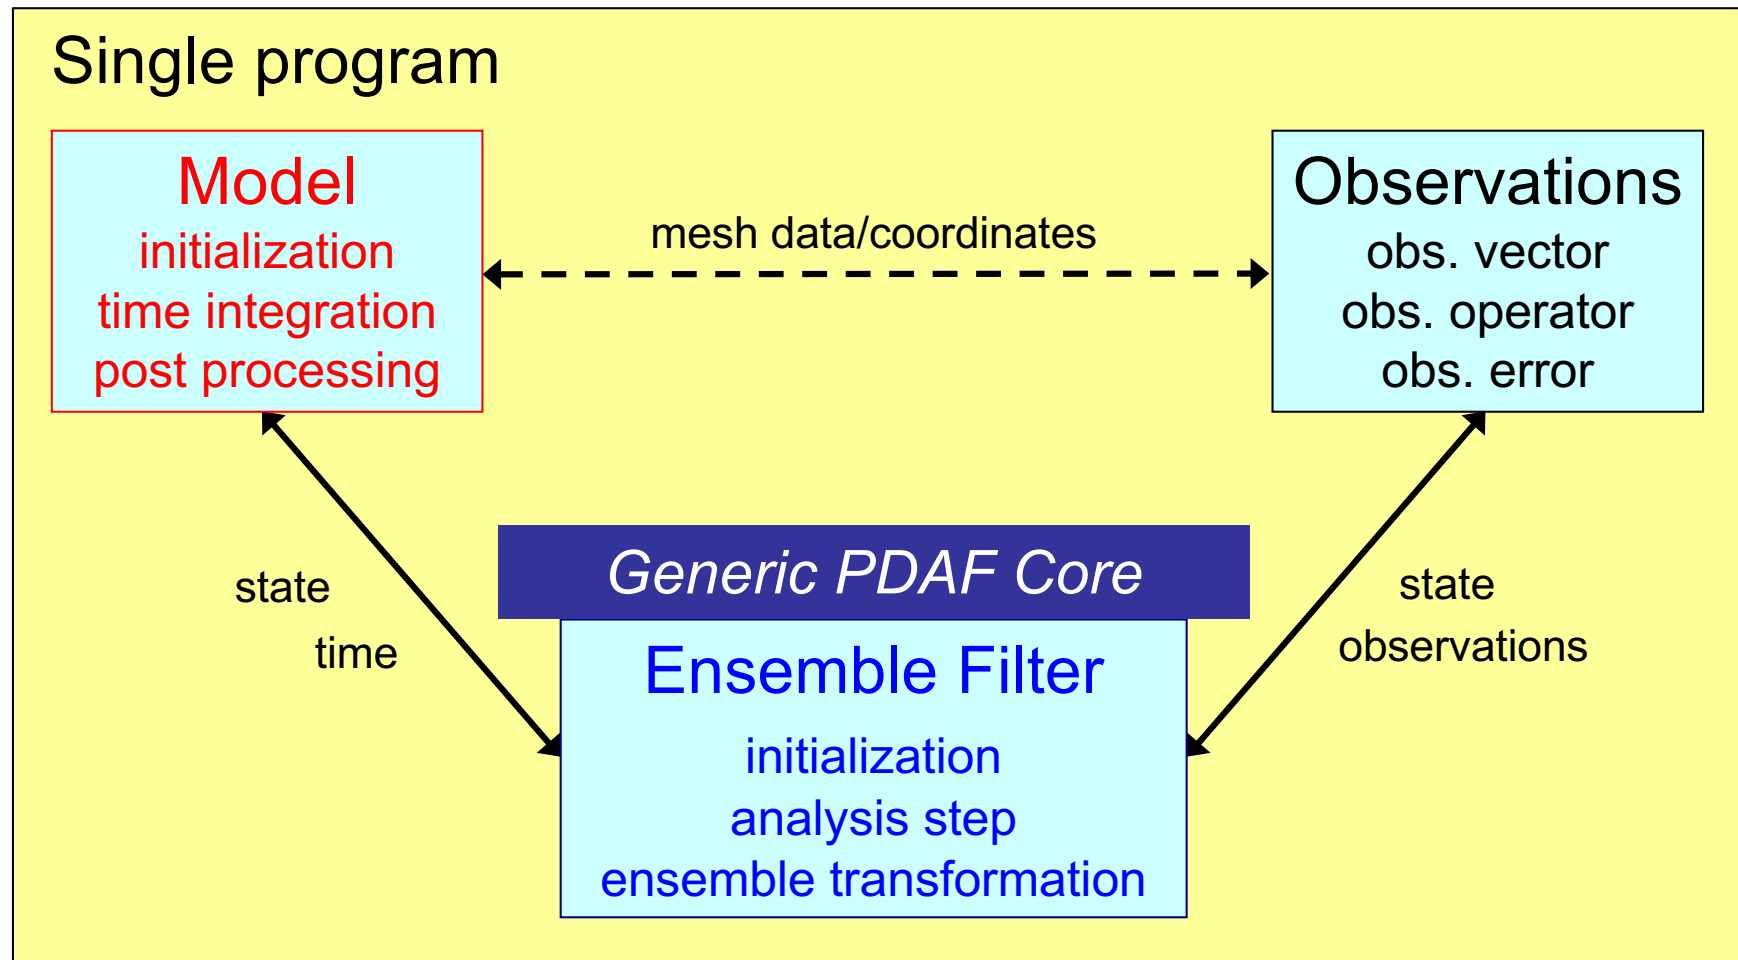 Single program
Model
initialization
time integration
post processing
mesh data/coordinates
Observations
obs. vector
obs. operator
obs. error
state
time
Generic PDAF Core
Ensemble Filter
initialization
analysis step
ensemble transformation
state
observations